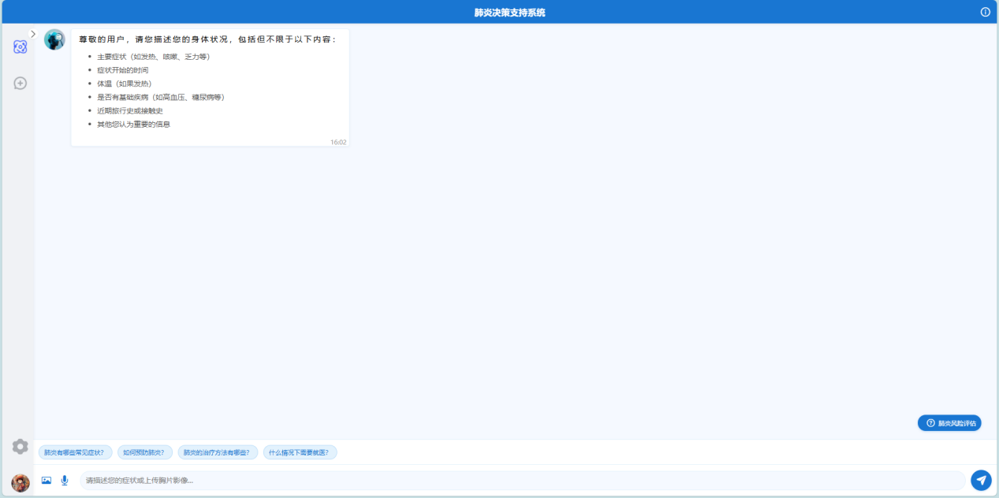 肺炎决策支持系统
尊敬的用户，请您描述您的身体状况，包括但不限于以下内容：
• 主要症状（如发热、咳嗽、乏力等）
• 症状开始的时间
• 体温（如果发热）
• 是否有基础疾病（如高血压、糖尿病等）
• 近期旅行史或接触史
• 其他您认为重要的信息
16:02
肺炎风险评估
肺炎有哪些常见症状？ 如何预防肺炎？ 肺炎的治疗方法有哪些？ 什么情况下需要就医？
请描述您的症状或上传胸片影像...